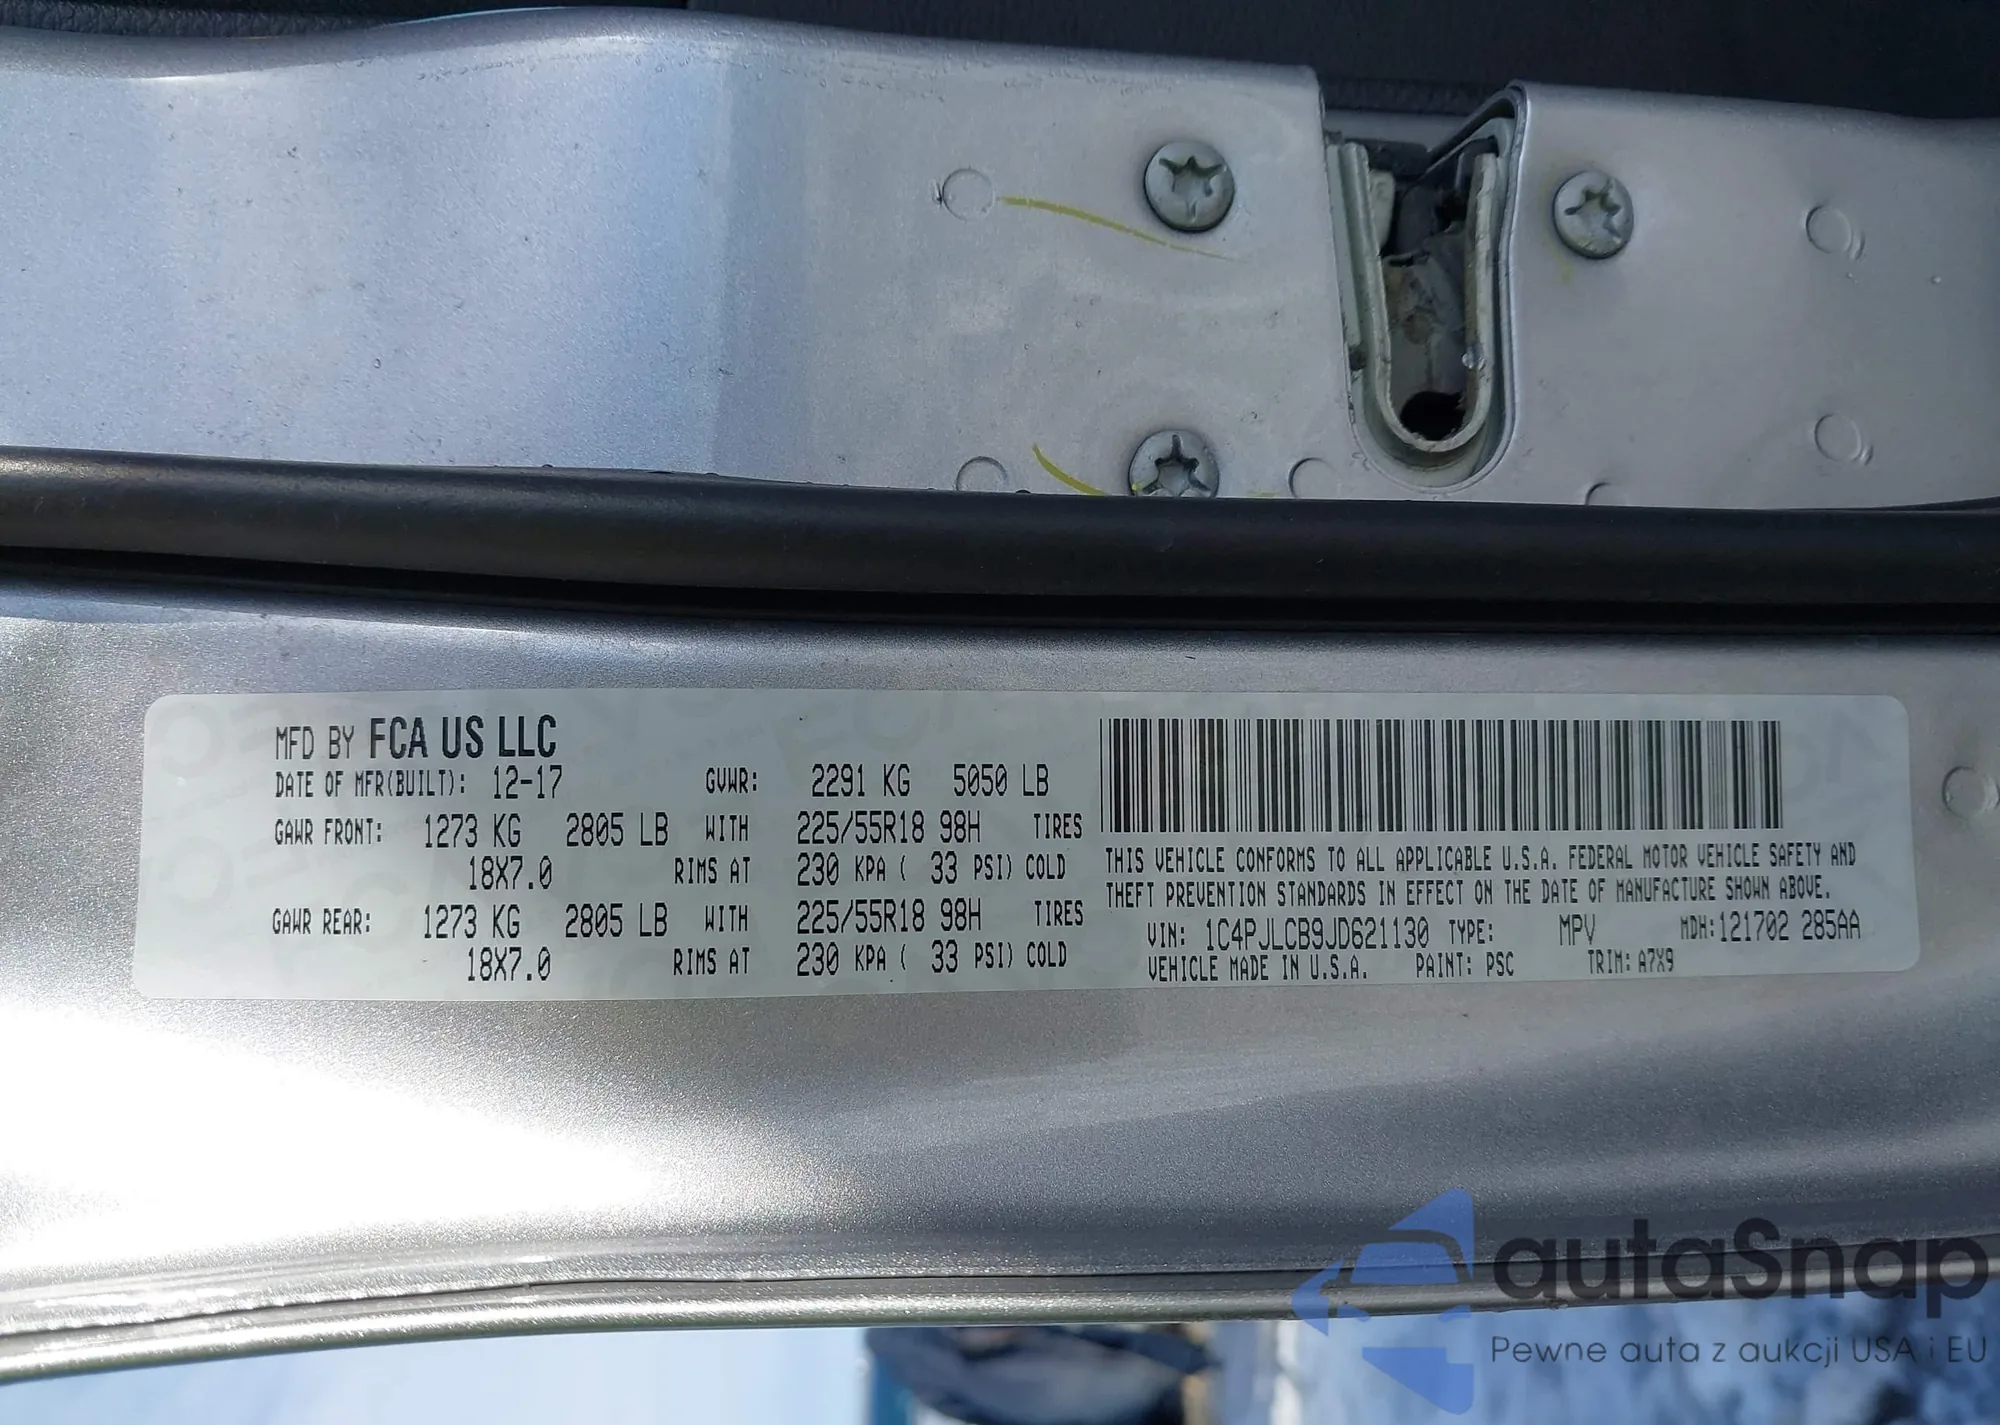 MFD BY FCA US LLC
DATE OF MFR(BUILT): 12-17 GVWR: 2291 KG 5050 LB
GAWR FRONT: 1273 KG 2805 LB WITH 225/55R18 98H TIRES
18X7.0 RIMS AT 230 KPA ( 33 PSI) COLD
GAWR REAR: 1273 KG 2805 LB WITH 225/55R18 98H TIRES
18X7.0 RIMS AT 230 KPA ( 33 PSI) COLD
THIS VEHICLE CONFORMS TO ALL APPLICABLE U.S.A. FEDERAL MOTOR VEHICLE SAFETY AND
THEFT PREVENTION STANDARDS IN EFFECT ON THE DATE OF MANUFACTURE SHOWN ABOVE.
VIN: 1C4PJLCB9JD621130 TYPE: MPV MDH:121702 285AA
VEHICLE MADE IN U.S.A. PAINT: PSC TRIM: A7X9
autaSnap
Pewne auta z aukcji USA i EU